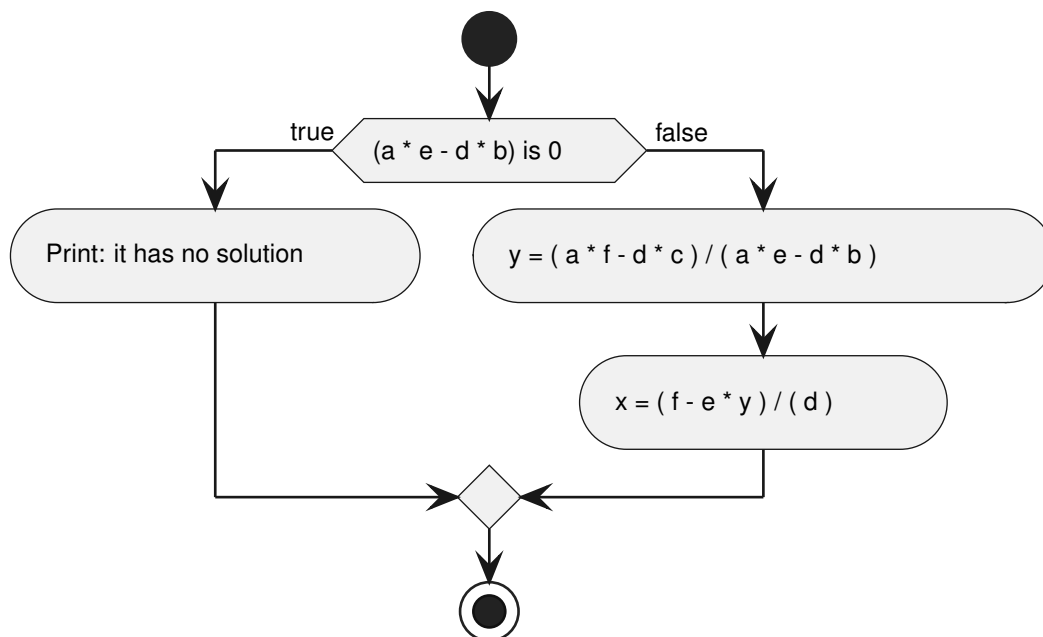 true
(a * e - d * b) is 0
false
Print: it has no solution
y = ( a * f - d * c ) / ( a * e - d * b )
x = ( f - e * y ) / ( d )